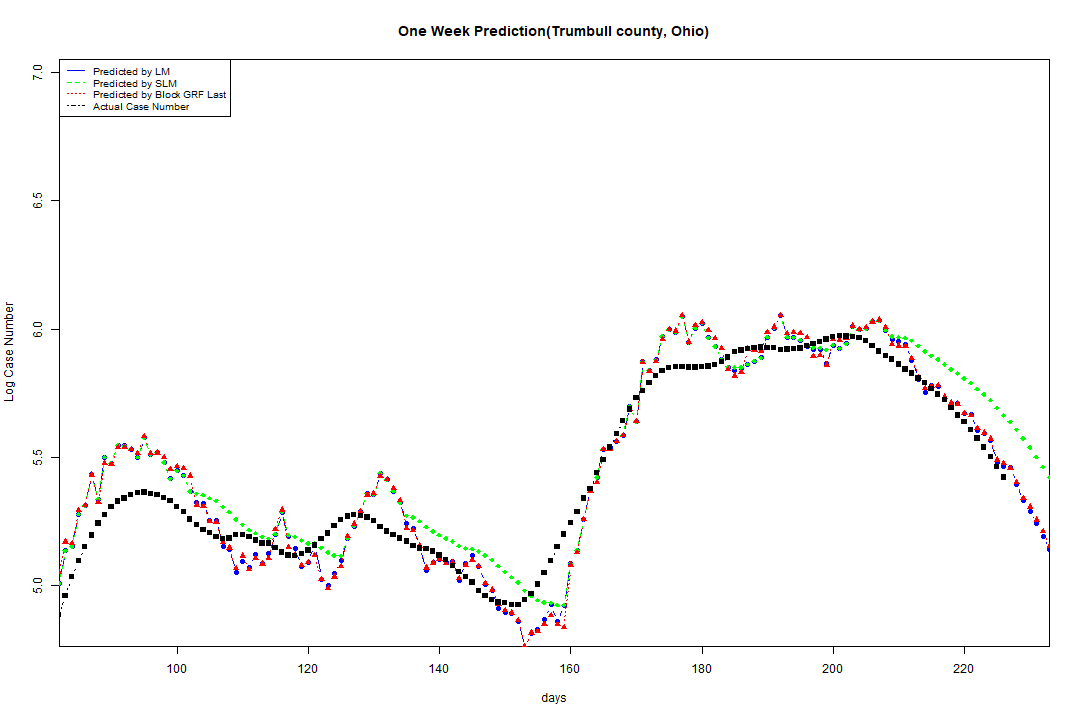 One Week Prediction(Trumbull county, Ohio)
Predicted by LM
Predicted by SLM
Predicted by Block GRF Last
Actual Case Number
Log Case Number
7.0
6.5
6.0
5.5
5.0
100 120 140 160 180 200 220
days